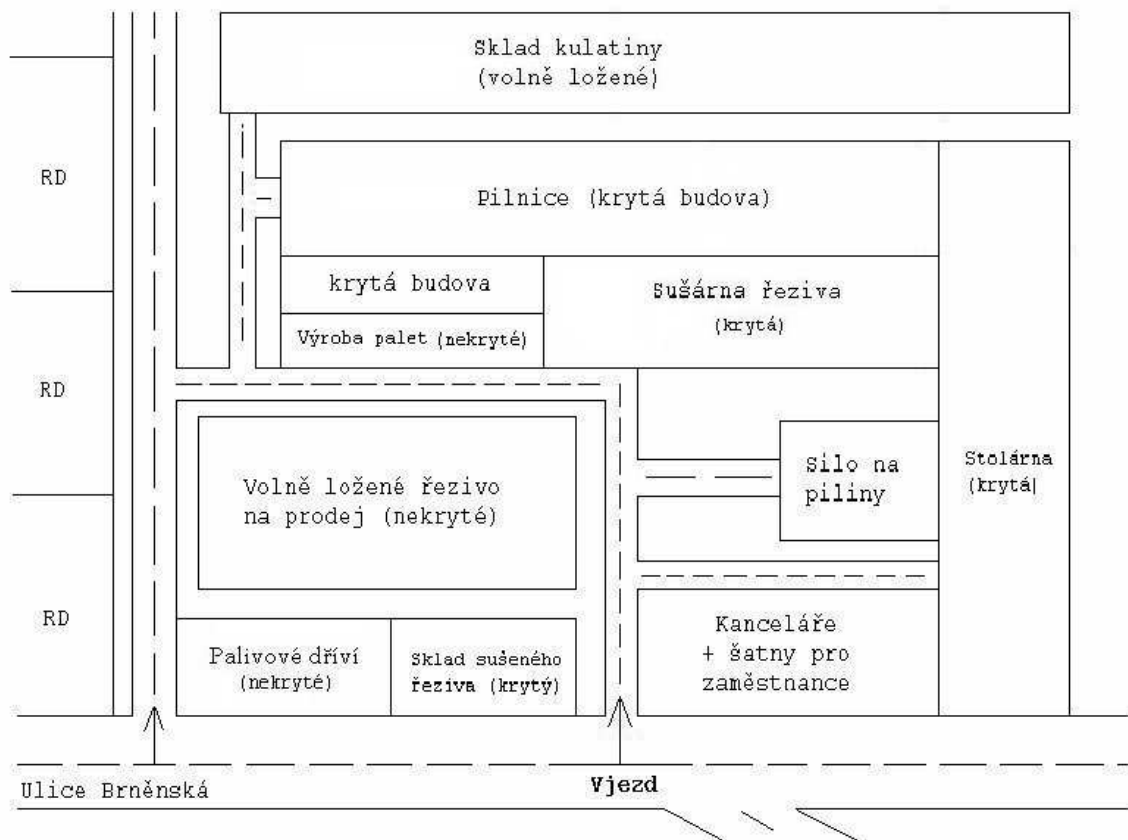 Sklad kulatiny
(volně ložené)
RD
Pilnice (krytá budova)
krytá budova
Sušárna řeziva
(krytá)
Výroba palet (nekryté)
RD
Volně ložené řezivo
na prodej (nekryté)
Silo na
piliny
Stolárna
(krytá|
RD
Palivové dříví
(nekryté)
Sklad sušeného
řeziva (krytý)
Kanceláře
+ šatny pro
zaměstnance
Ulice Brněnská
Vjezd